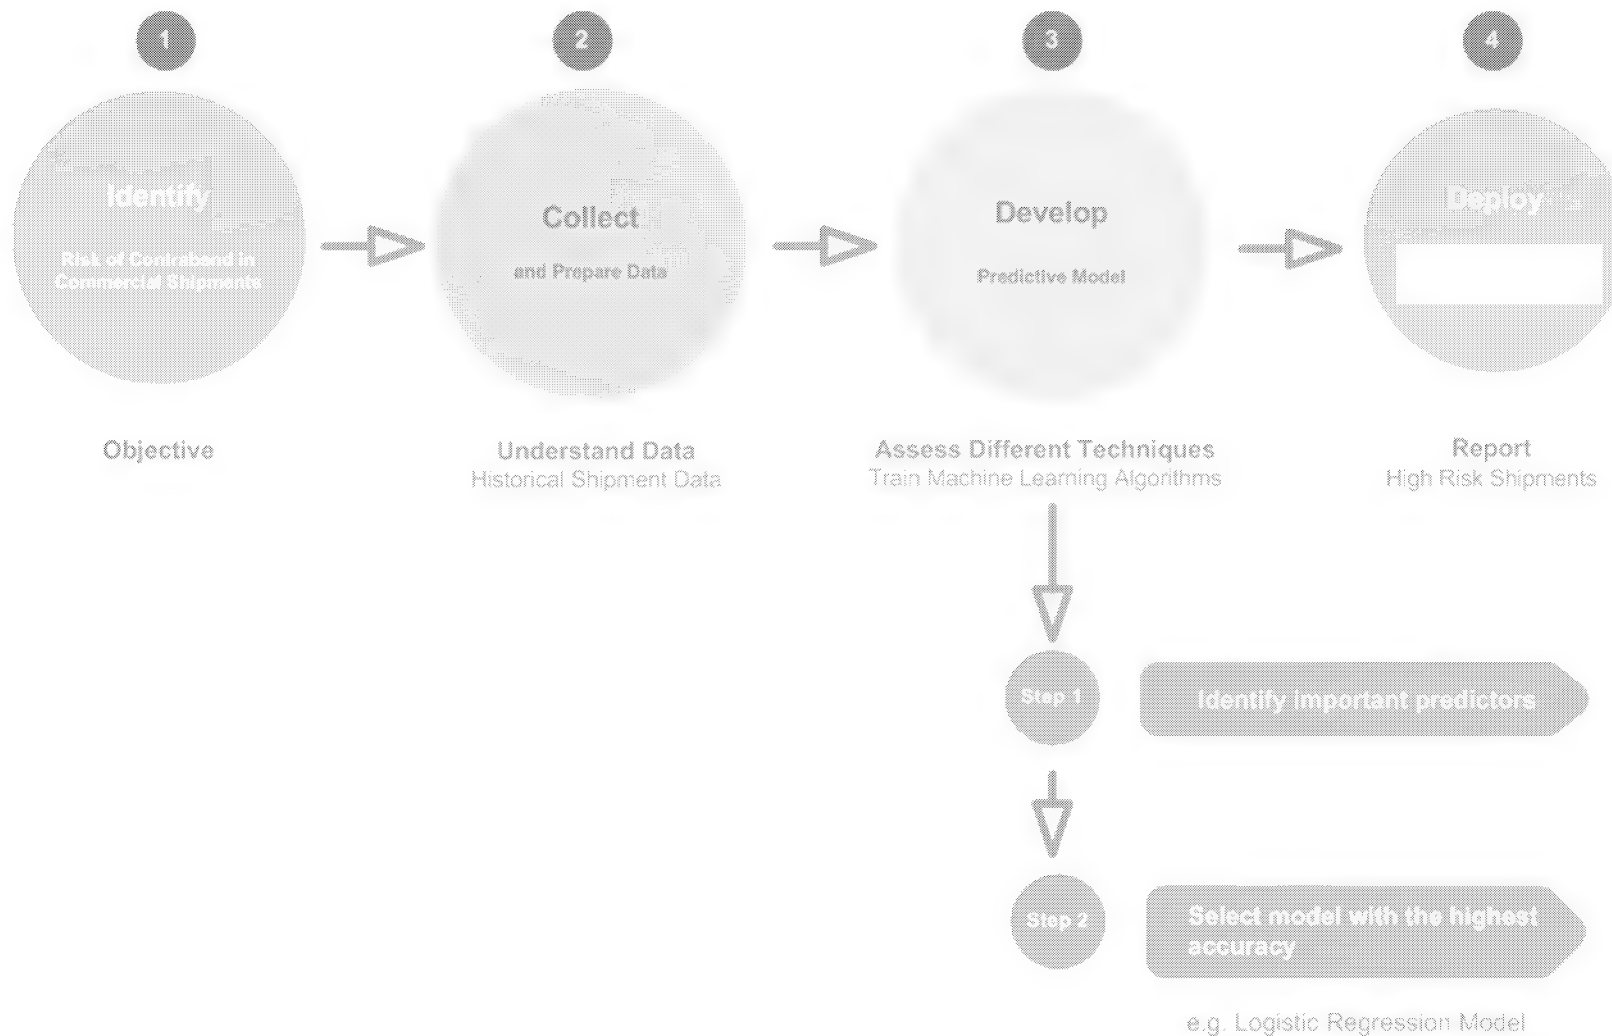 1
2
3
4
Identify
Risk of Contraband in
Commercial Shipments
Collect
and Prepare Data
Develop
Predictive Model
Deploy
Objective
Understand Data
Historical Shipment Data
Assess Different Techniques
Train Machine Learning Algorithms
Report
High Risk Shipments
Step 1
Identify important predictors
Step 2
Select model with the highest
accuracy
e.g. Logistic Regression Model